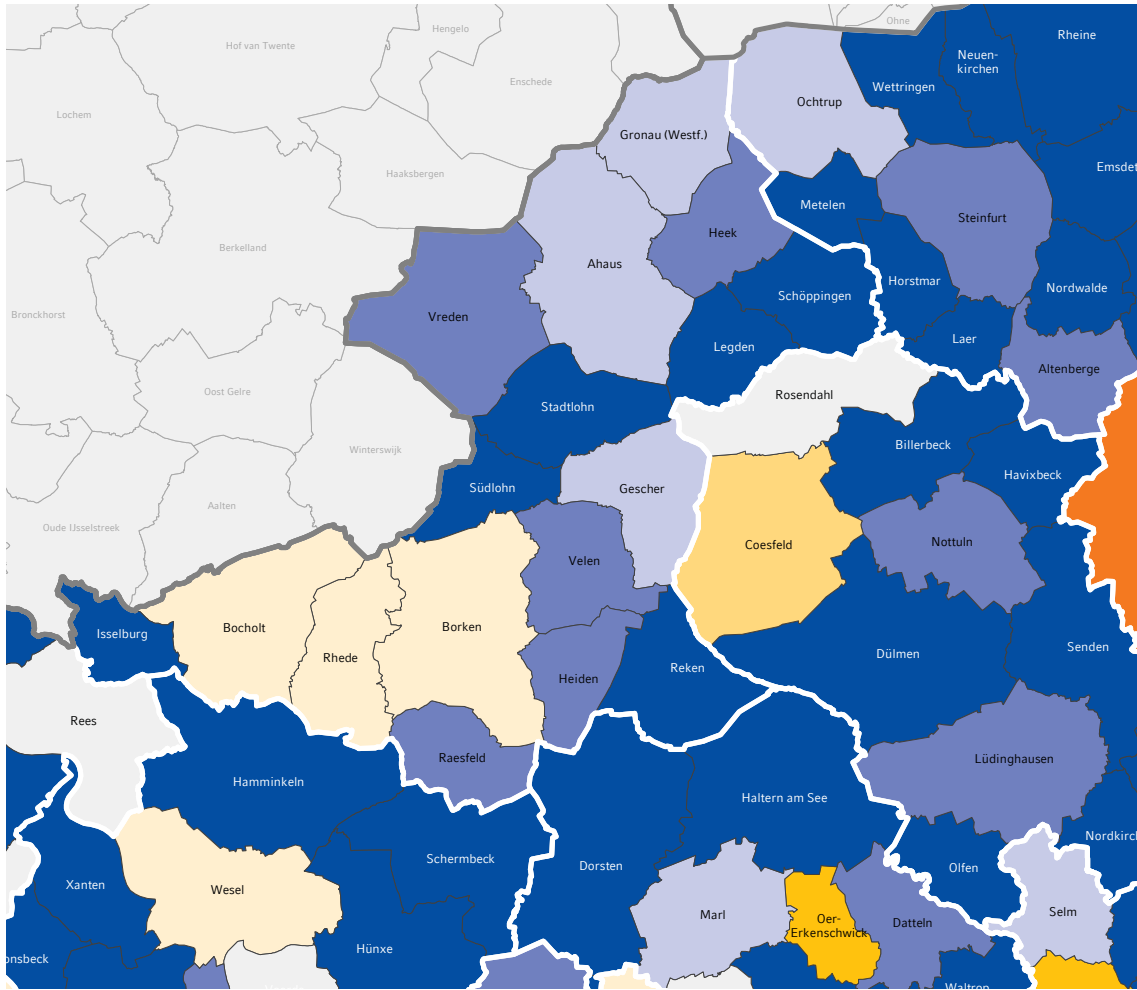 Ohne
Hengelo
Hof van Twente
Rheine
Neuen-
kirchen
Enschede
Wettringen
Ochtrup
Lochem
Gronau (Westf.)
Haaksbergen
Emsdet
Metelen
Steinfurt
Heek
Berkelland
Ahaus
Horstmar
Nordwalde
Schöppingen
Bronckhorst
Vreden
Laer
Legden
Altenberge
Oost Gelre
Rosendahl
Stadtlohn
Billerbeck
Winterswijk
Havixbeck
Südlohn
Gescher
Aalten
Oude IJsselstreek
Coesfeld
Nottuln
Velen
Isselburg
Bocholt
Borken
Senden
Dülmen
Rhede
Reken
Heiden
Rees
Raesfeld
Lüdinghausen
Hamminkeln
Haltern am See
Nordkirch
Schermbeck
Dorsten
Olfen
Xanten
Wesel
Selm
Marl
Oer-
Erkenschwick
Datteln
Hünxe
onsbeck
Waltrop